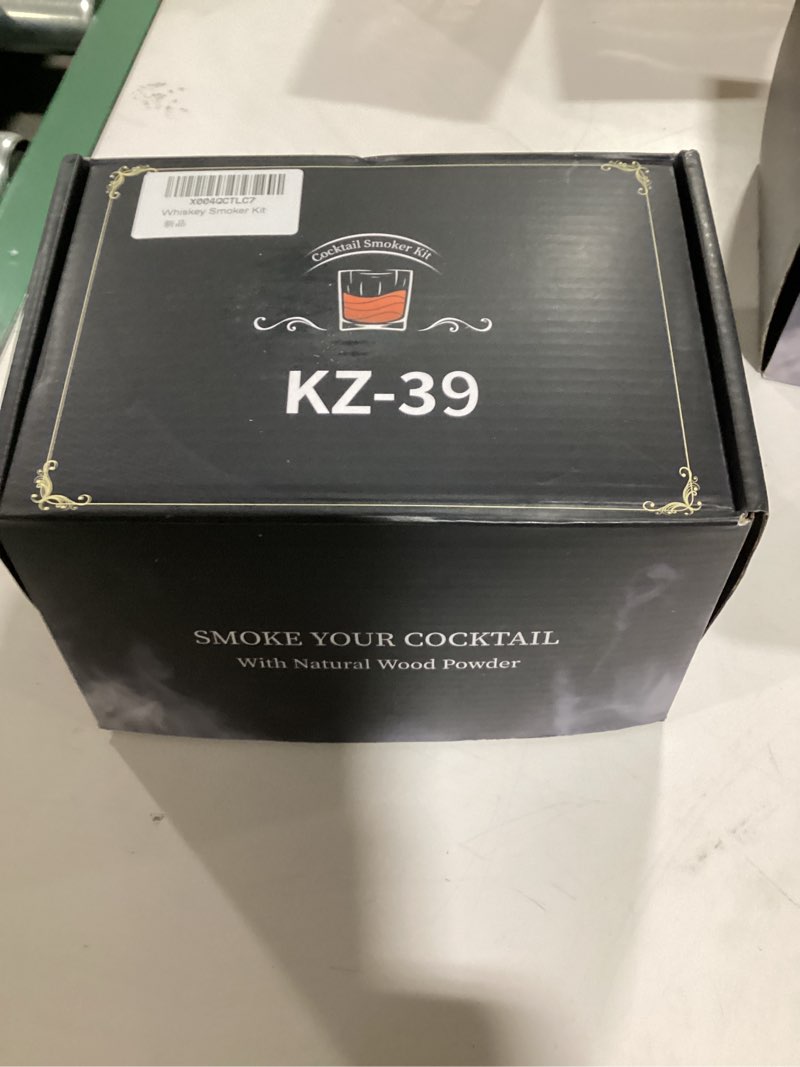 X004QCTLC7
Whiskey Smoker Kit
新品
Cocktail Smoker Kit
KZ-39
SMOKE YOUR COCKTAIL
With Natural Wood Powder